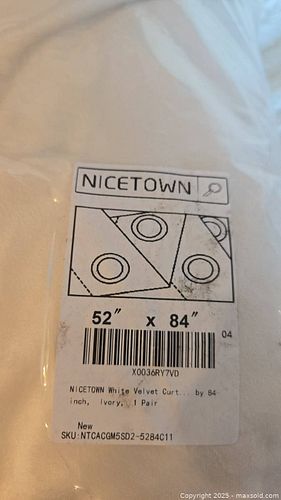 NICETOWN
52" x 84"
04
X0036RY7VD
NICETOWN White Velvet Curt... by 84
inch, Ivory, 1 Pair
New
SKU:NTCACGM5SD2-5284C11
Copyright 2025 - maxsold.com